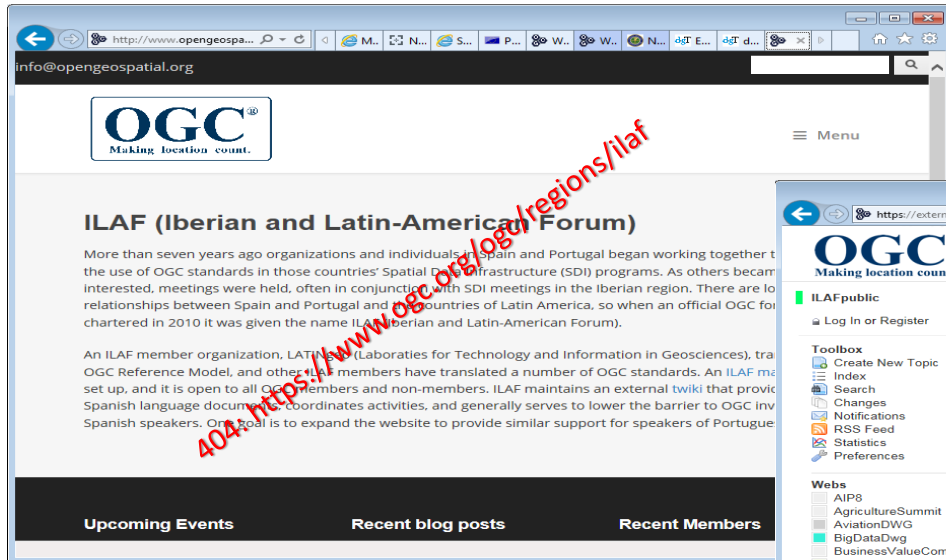 http://www.opengeospa...
M..
N...
S...
P...
W..
W..
N...
E...
d...
info@opengeospatial.org
OGC®
Making location count.
Menu
404: https://www.ogc.org/ogc/regions/ilaf
ILAF (Iberian and Latin-American Forum)
More than seven years ago organizations and individuals in Spain and Portugal began working together t
the use of OGC standards in those countries’ Spatial Data Infrastructure (SDI) programs. As others becam
interested, meetings were held, often in conjunction with SDI meetings in the Iberian region. There are lo
relationships between Spain and Portugal and the countries of Latin America, so when an official OGC for
chartered in 2010 it was given the name ILAF (Iberian and Latin-American Forum).
An ILAF member organization, LATINgeo (Laboraties for Technology and Information in Geosciences), tra
OGC Reference Model, and other ILAF members have translated a number of OGC standards. An ILAF ma
set up, and it is open to all OGC members and non-members. ILAF maintains an external twiki that provid
Spanish language documents, coordinates activities, and generally serves to lower the barrier to OGC inv
Spanish speakers. One goal is to expand the website to provide similar support for speakers of Portugue
Upcoming Events
Recent blog posts
Recent Members
https://extern
OGC
Making location coun
ILAFpublic
Log In or Register
Toolbox
Create New Topic
Index
Search
Changes
Notifications
RSS Feed
Statistics
Preferences
Webs
AIP8
AgricultureSummit
AviationDWG
BigDataDwg
BusinessValueCom